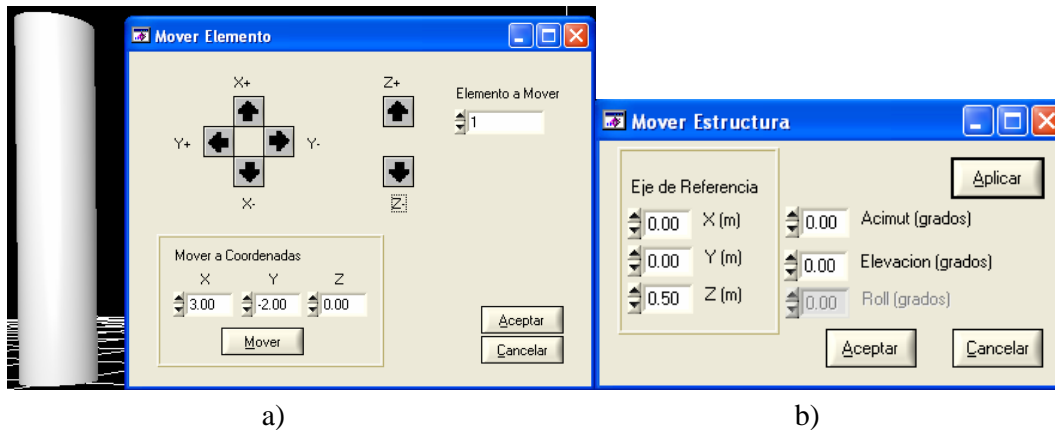 Mover Elemento
X+
Z+
Elemento a Mover
1
Y+
Y-
X-
Z-
Mover a Coordenadas
X Y Z
3.00 -2.00 0.00
Mover
Aceptar
Cancelar
a)
Mover Estructura
Aplicar
Eje de Referencia
0.00 X (m)
0.00 Y (m)
0.50 Z (m)
0.00 Acimut (grados)
0.00 Elevacion (grados)
0.00 Roll (grados)
Aceptar
Cancelar
b)